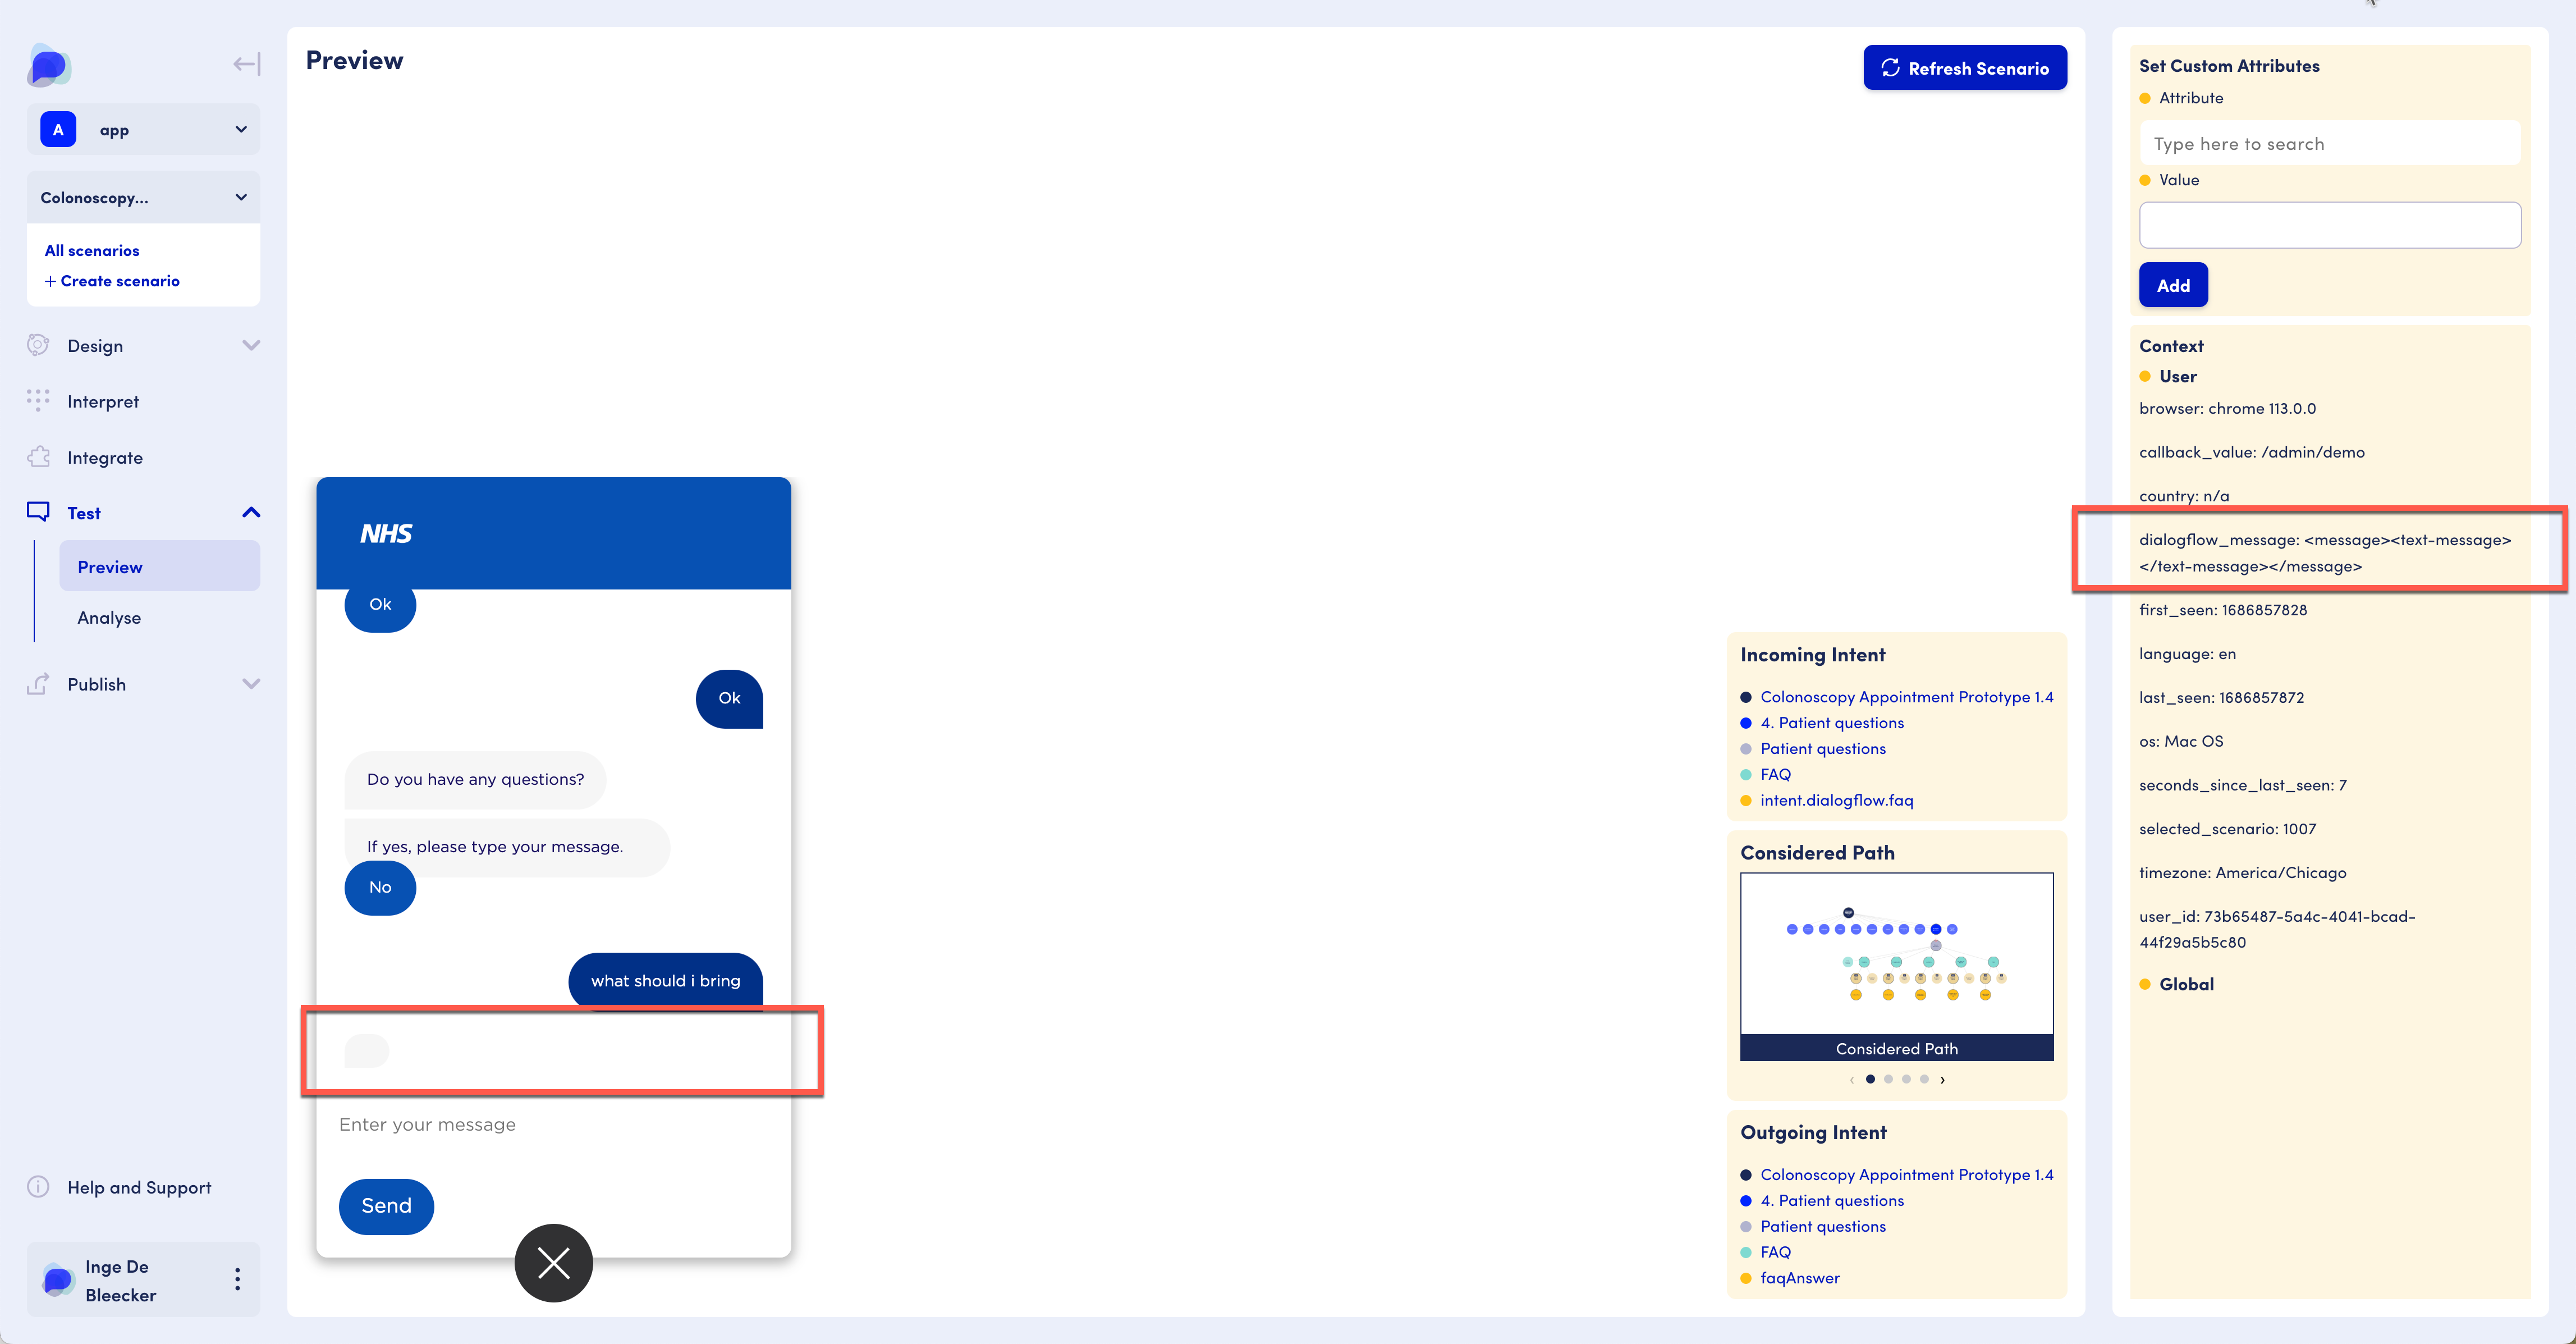 A app
Colonoscopy...
All scenarios
+ Create scenario
Design
Interpret
Integrate
Test
Preview
Analyse
Publish
Help and Support
Inge De
Bleecker
Preview
Refresh Scenario
NHS
Ok
Ok
Do you have any questions?
If yes, please type your message.
No
what should i bring
Enter your message
Send
Incoming Intent
Colonoscopy Appointment Prototype 1.4
4. Patient questions
Patient questions
FAQ
intent.dialogflow.faq
Considered Path
Considered Path
Outgoing Intent
Colonoscopy Appointment Prototype 1.4
4. Patient questions
Patient questions
FAQ
faqAnswer
Set Custom Attributes
Attribute
Type here to search
Value
Add
Context
User
browser: chrome 113.0.0
callback_value: /admin/demo
country: n/a
dialogflow_message: <message><text-message>
</text-message></message>
first_seen: 1686857828
language: en
last_seen: 1686857872
os: Mac OS
seconds_since_last_seen: 7
selected_scenario: 1007
timezone: America/Chicago
user_id: 73b65487-5a4c-4041-bcad-
44f29a5b5c80
Global